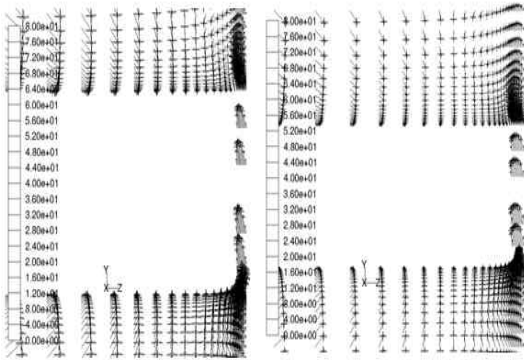 8.00e+01
7.60e+01
7.20e+01
6.80e+01
6.40e+01
6.00e+01
5.60e+01
5.20e+01
4.80e+01
4.40e+01
4.00e+01
3.60e+01
3.20e+01
2.80e+01
2.40e+01
2.00e+01
1.60e+01
1.20e+01
8.00e+00
4.00e+00
0.00e+00
Y
X Z
8.00e+01
7.60e+01
7.20e+01
6.80e+01
6.40e+01
6.00e+01
5.60e+01
5.20e+01
4.80e+01
4.40e+01
4.00e+01
3.60e+01
3.20e+01
2.80e+01
2.40e+01
2.00e+01
1.60e+01
1.20e+01
8.00e+00
4.00e+00
0.00e+00
Y
X Z